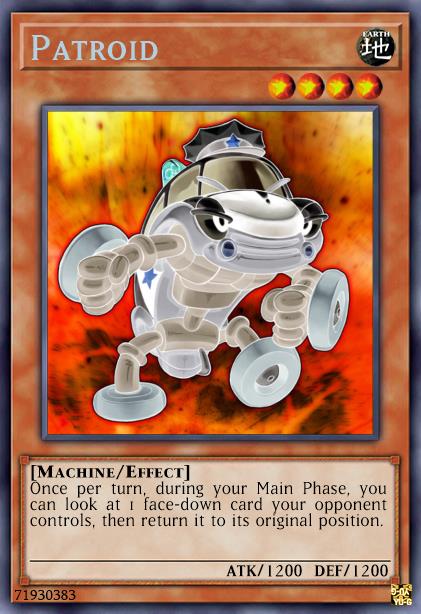 PATROID
EARTH
地
[MACHINE/EFFECT]
Once per turn, during your Main Phase, you
can look at 1 face-down card your opponent
controls, then return it to its original position.
ATK/1200 DEF/1200
71930383